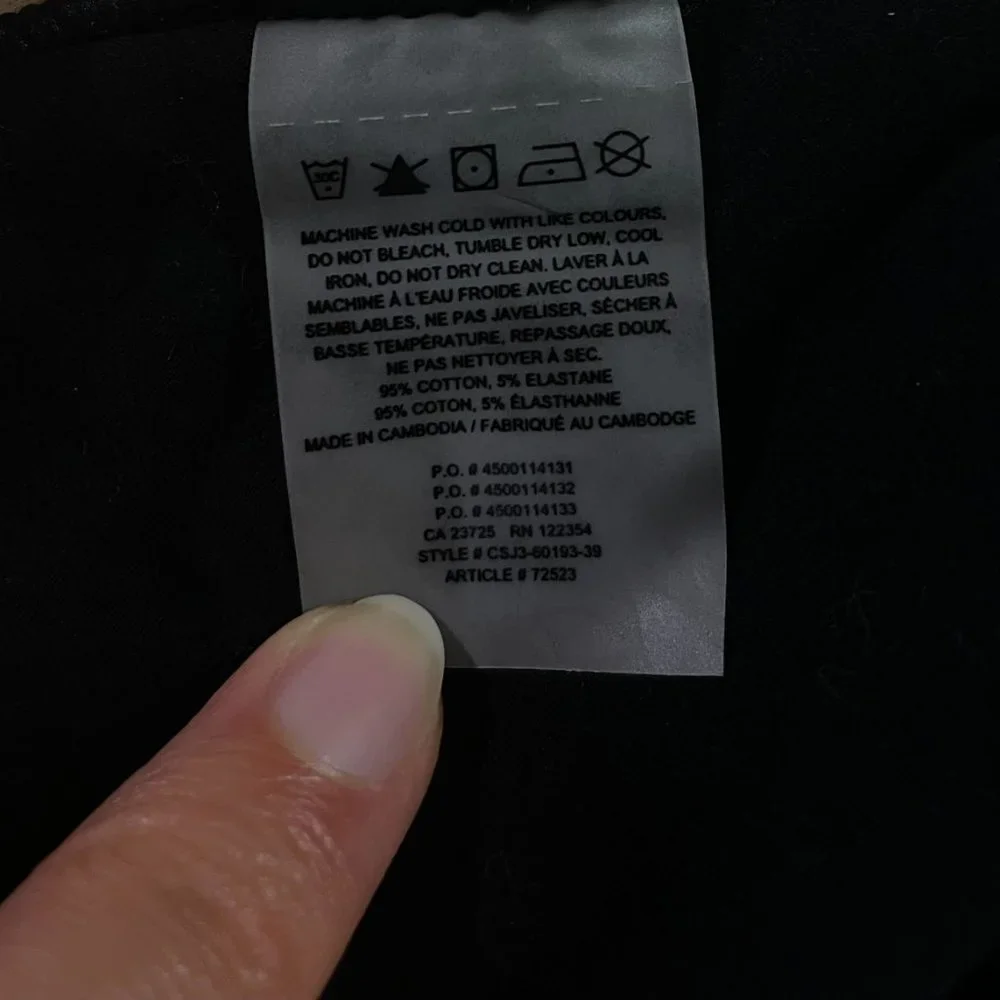 30C
MACHINE WASH COLD WITH LIKE COLOURS,
DO NOT BLEACH, TUMBLE DRY LOW, COOL
IRON, DO NOT DRY CLEAN. LAVER À LA
MACHINE À L'EAU FROIDE AVEC COULEURS
SEMBLABLES, NE PAS JAVELISER, SÉCHER À
BASSE TEMPÉRATURE, REPASSAGE DOUX,
NE PAS NETTOYER À SEC.
95% COTTON, 5% ELASTANE
95% COTON, 5% ÉLASTHANNE
MADE IN CAMBODIA / FABRIQUÉ AU CAMBODGE
P.O. # 4500114131
P.O. # 4500114132
P.O. # 4500114133
CA 23725 RN 122354
STYLE # CSJ3-60193-39
ARTICLE # 72523